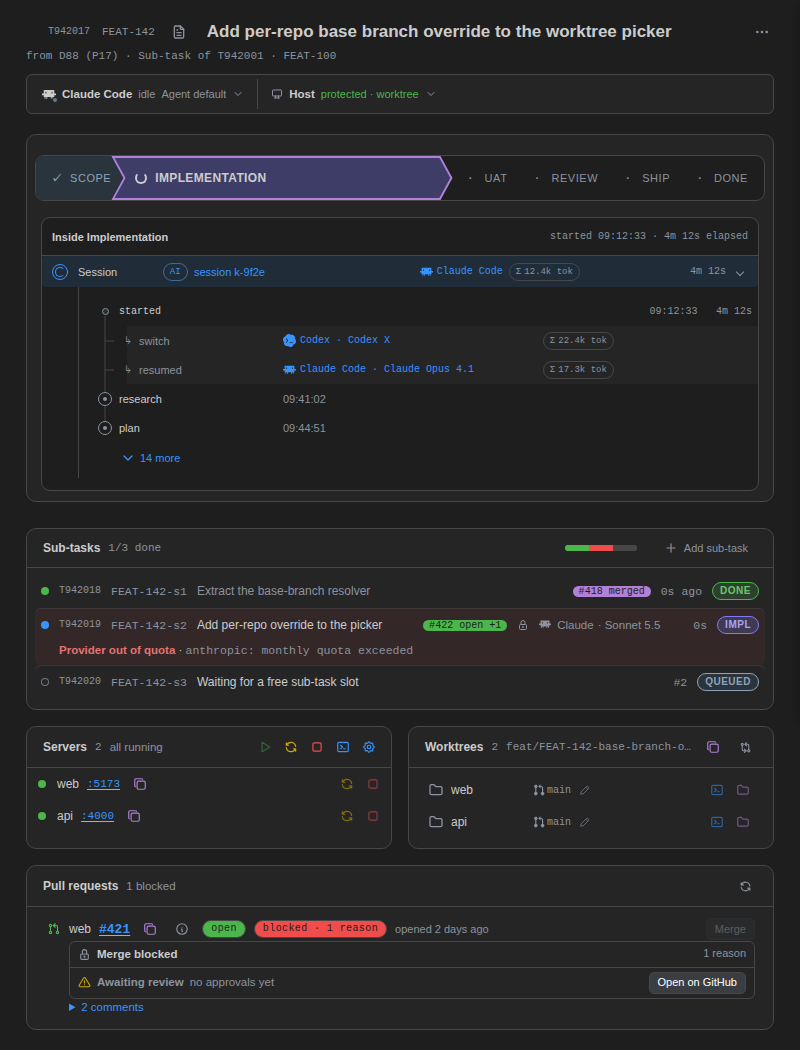 T942017 FEAT-142 Add per-repo base branch override to the worktree picker
from D88 (P17) · Sub-task of T942001 · FEAT-100
Claude Code idle Agent default Host protected · worktree
SCOPE IMPLEMENTATION · UAT · REVIEW · SHIP · DONE
Inside Implementation started 09:12:33 · 4m 12s elapsed
Session AI session k-9f2e Claude Code Σ 12.4k tok 4m 12s
started 09:12:33 4m 12s
↳ switch Codex · Codex X Σ 22.4k tok
↳ resumed Claude Code · Claude Opus 4.1 Σ 17.3k tok
research 09:41:02
plan 09:44:51
14 more
Sub-tasks 1/3 done Add sub-task
T942018 FEAT-142-s1 Extract the base-branch resolver #418 merged 0s ago DONE
T942019 FEAT-142-s2 Add per-repo override to the picker #422 open +1 Claude · Sonnet 5.5 0s IMPL
Provider out of quota · anthropic: monthly quota exceeded
T942020 FEAT-142-s3 Waiting for a free sub-task slot #2 QUEUED
Servers 2 all running
web :5173
api :4000
Worktrees 2 feat/FEAT-142-base-branch-o…
web main
api main
Pull requests 1 blocked
web #421 open blocked · 1 reason opened 2 days ago Merge
Merge blocked 1 reason
Awaiting review no approvals yet Open on GitHub
2 comments